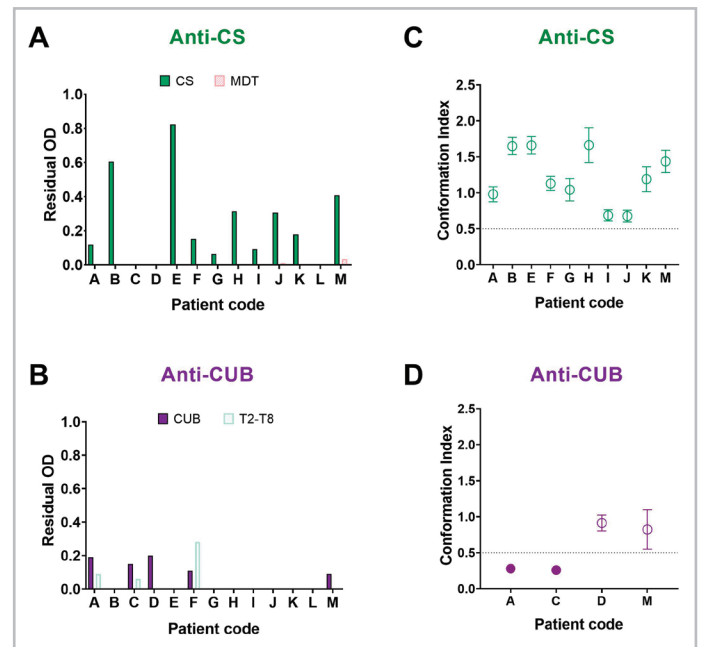 A
Anti-CS
CS MDT
Residual OD
1.0
0.8
0.6
0.4
0.2
0.0
A B C D E F G H I J K L M
Patient code
C
Anti-CS
Conformation Index
2.5
2.0
1.5
1.0
0.5
0.0
A B E F G H I J K M
Patient code
B
Anti-CUB
CUB T2-T8
Residual OD
1.0
0.8
0.6
0.4
0.2
0.0
A B C D E F G H I J K L M
Patient code
D
Anti-CUB
Conformation Index
2.5
2.0
1.5
1.0
0.5
0.0
A C D M
Patient code